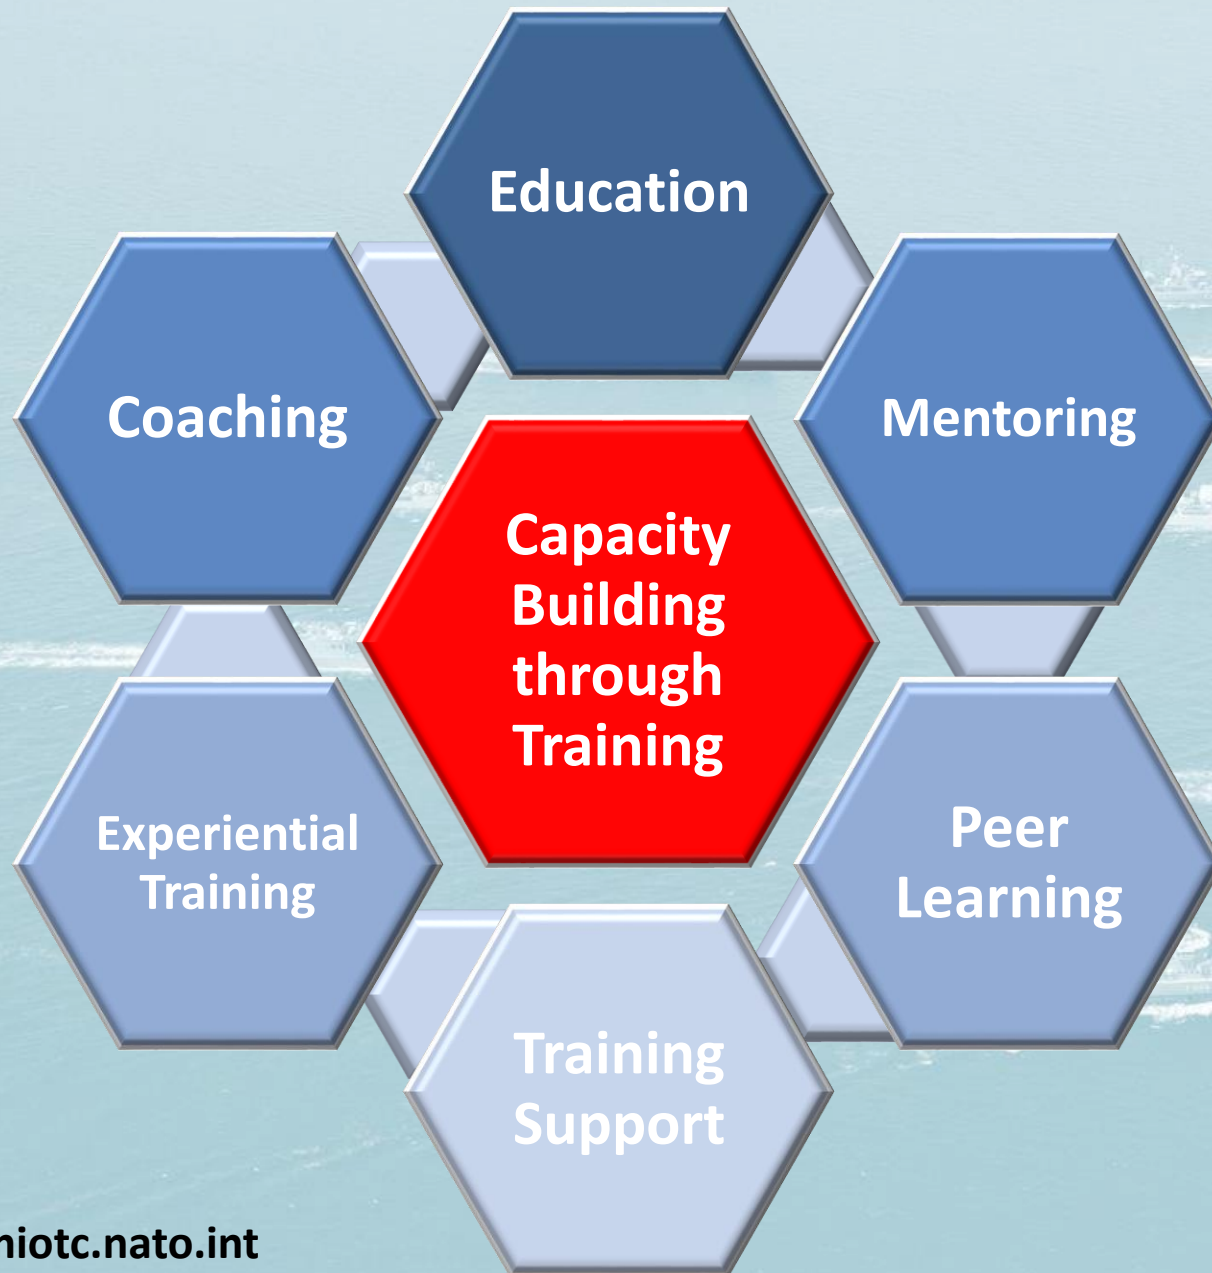 Education
Coaching
Mentoring
Capacity
Building
through
Training
Experiential
Training
Peer
Learning
Training
Support
niotc.nato.int